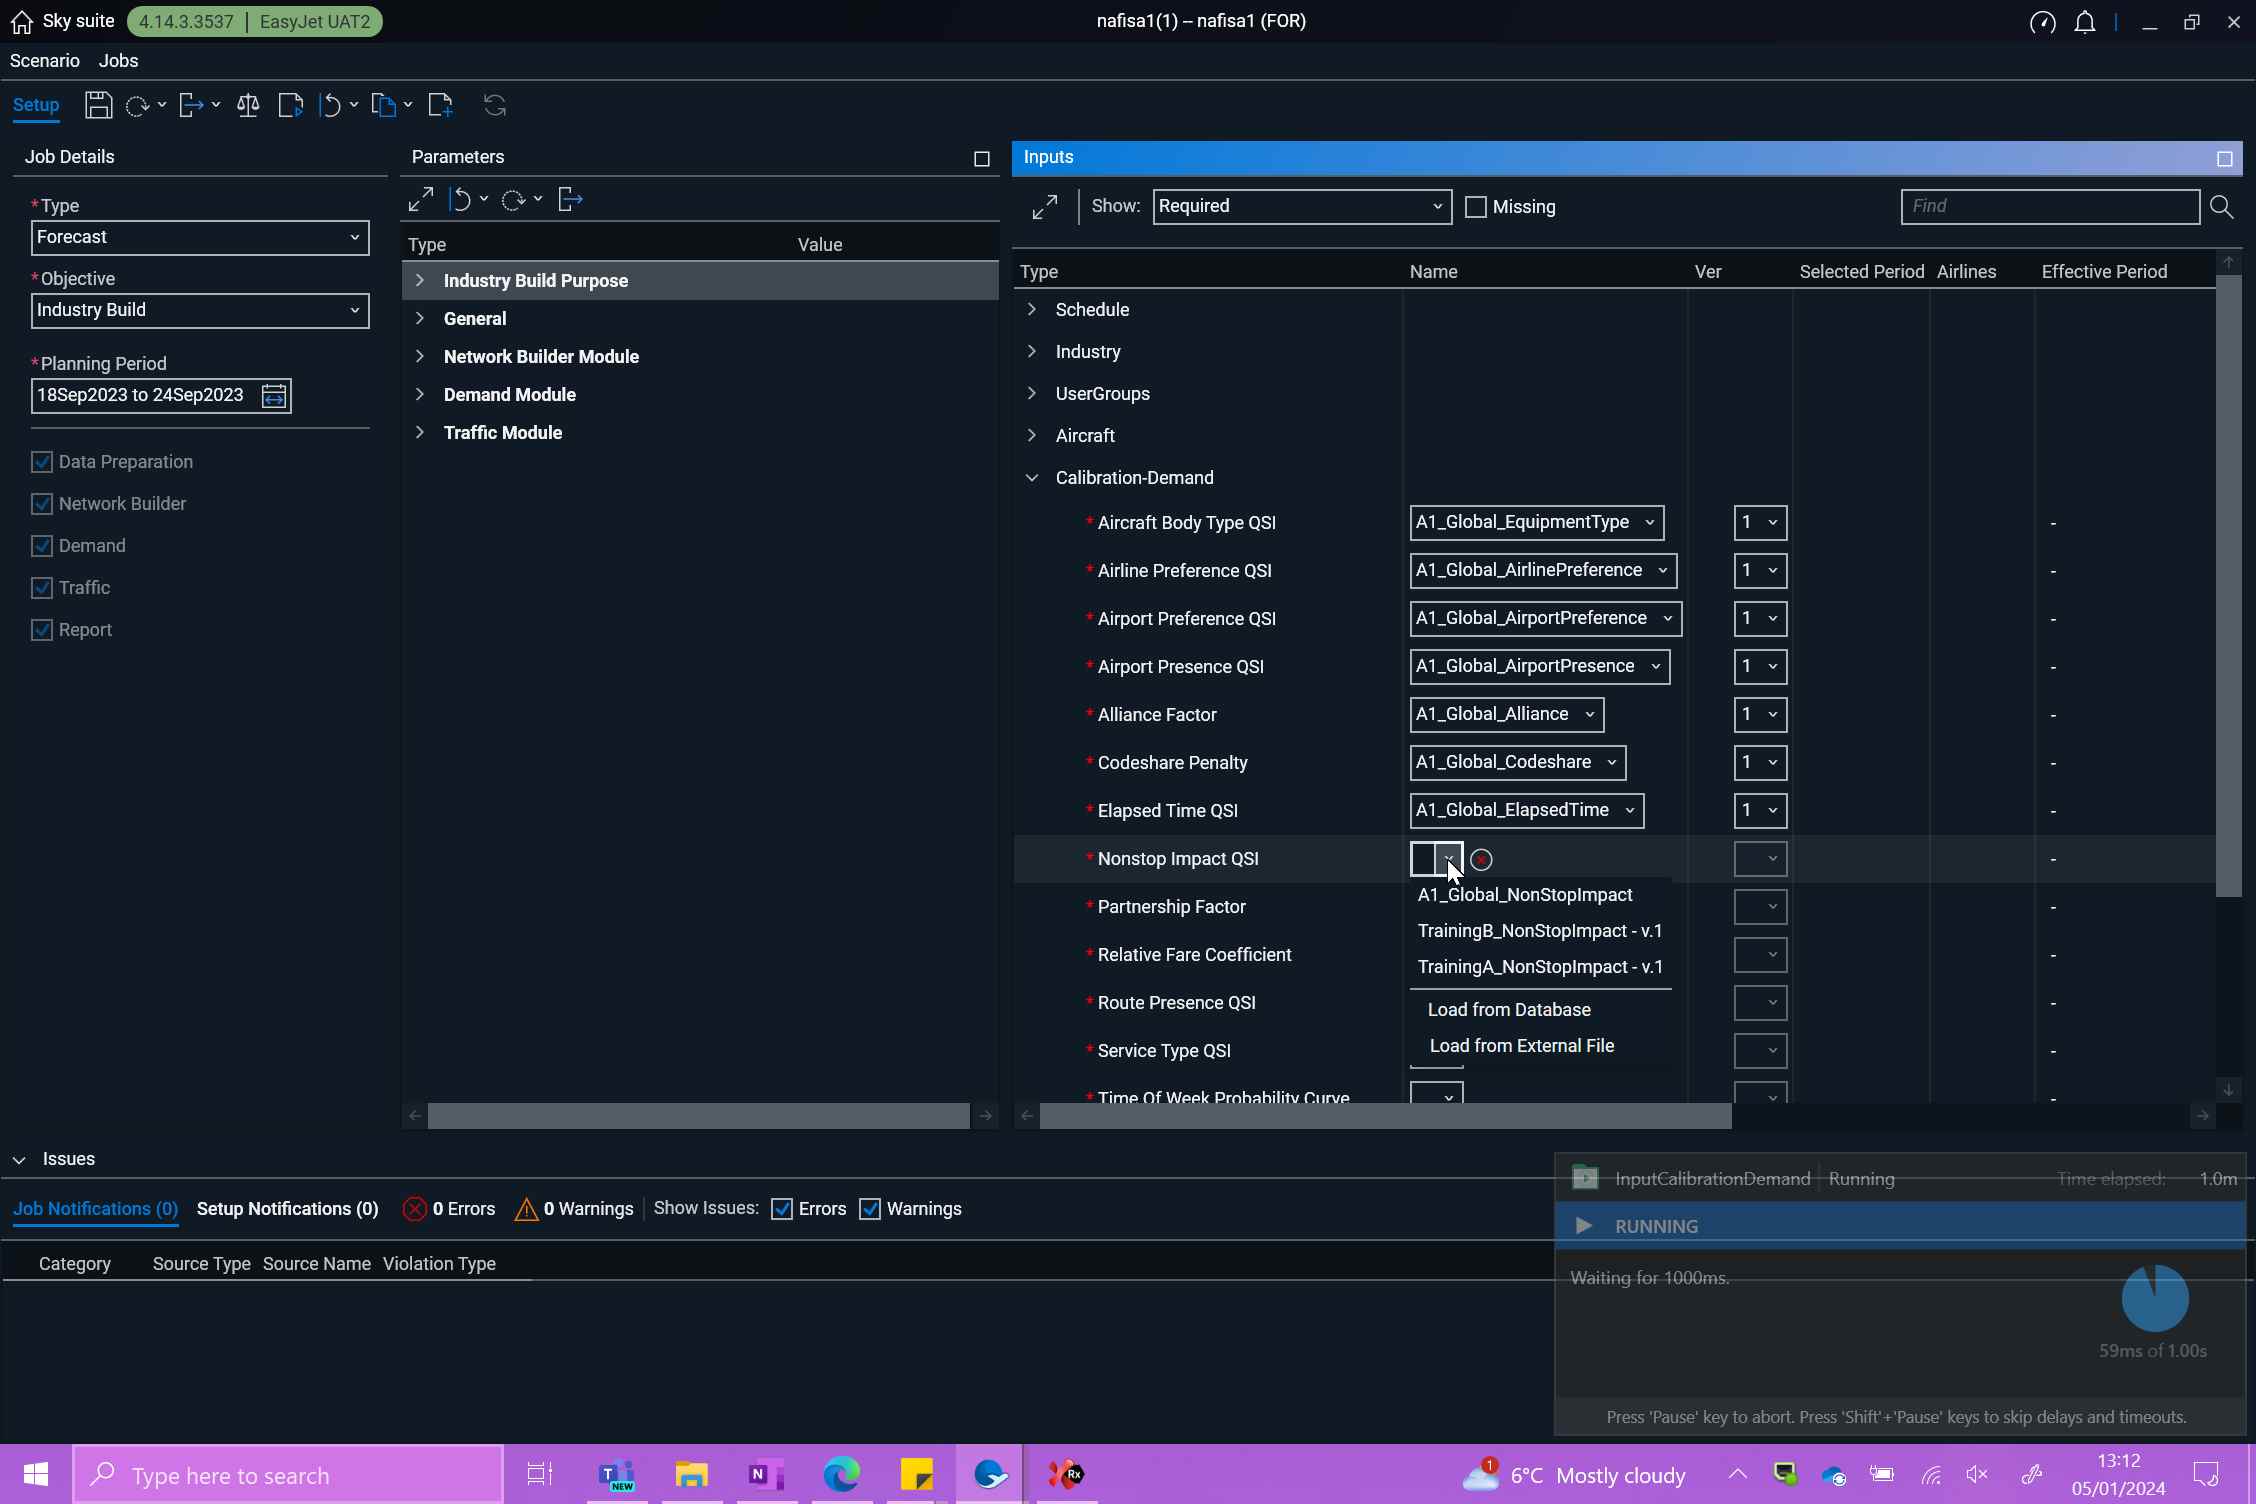 Sky suite 4.14.3.3537 | EasyJet UAT2 nafisa1(1) – nafisa1 (FOR)
Scenario Jobs
Setup
Job Details
*Type
Forecast
*Objective
Industry Build
*Planning Period
18Sep2023 to 24Sep2023
Data Preparation
Network Builder
Demand
Traffic
Report
Parameters
Type Value
Industry Build Purpose
General
Network Builder Module
Demand Module
Traffic Module
Inputs
Show: Required Missing Find
Type Name Ver Selected Period Airlines Effective Period
Schedule
Industry
UserGroups
Aircraft
Calibration-Demand
* Aircraft Body Type QSI A1_Global_EquipmentType 1 -
* Airline Preference QSI A1_Global_AirlinePreference 1 -
* Airport Preference QSI A1_Global_AirportPreference 1 -
* Airport Presence QSI A1_Global_AirportPresence 1 -
* Alliance Factor A1_Global_Alliance 1 -
* Codeshare Penalty A1_Global_Codeshare 1 -
* Elapsed Time QSI A1_Global_ElapsedTime 1 -
* Nonstop Impact QSI -
A1_Global_NonStopImpact
* Partnership Factor -
TrainingB_NonStopImpact - v.1
* Relative Fare Coefficient -
TrainingA_NonStopImpact - v.1
* Route Presence QSI -
Load from Database
* Service Type QSI -
Load from External File
* Time Of Week Probability Curve -
Issues
Job Notifications (0) Setup Notifications (0) 0 Errors 0 Warnings Show Issues: Errors Warnings
Category Source Type Source Name Violation Type
InputCalibrationDemand Running Time elapsed: 1.0m
RUNNING
Waiting for 1000ms.
59ms of 1.00s
Press 'Pause' key to abort. Press 'Shift'+'Pause' keys to skip delays and timeouts.
Type here to search
NEW
1
6°C Mostly cloudy
13:12
05/01/2024